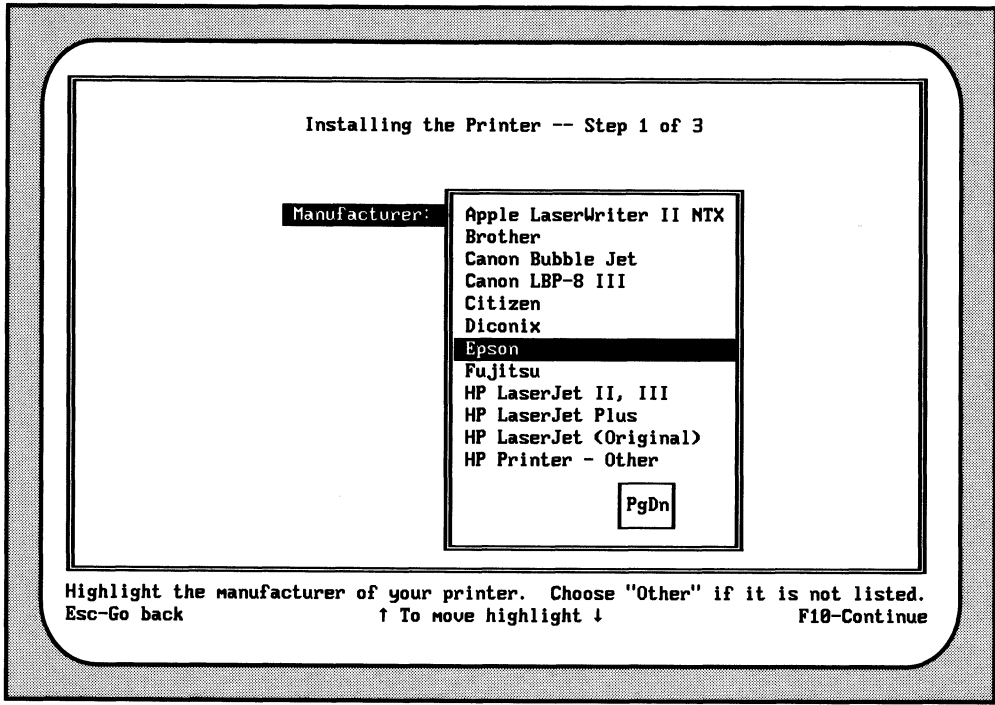 Installing the Printer -- Step 1 of 3
Manufacturer:
Apple LaserWriter II NTX
Brother
Canon Bubble Jet
Canon LBP-8 III
Citizen
Diconix
Epson
Fujitsu
HP LaserJet II, III
HP LaserJet Plus
HP LaserJet (Original)
HP Printer - Other
PgDn
Highlight the manufacturer of your printer. Choose "Other" if it is not listed.
Esc-Go back ↑ To move highlight ↓ F10-Continue